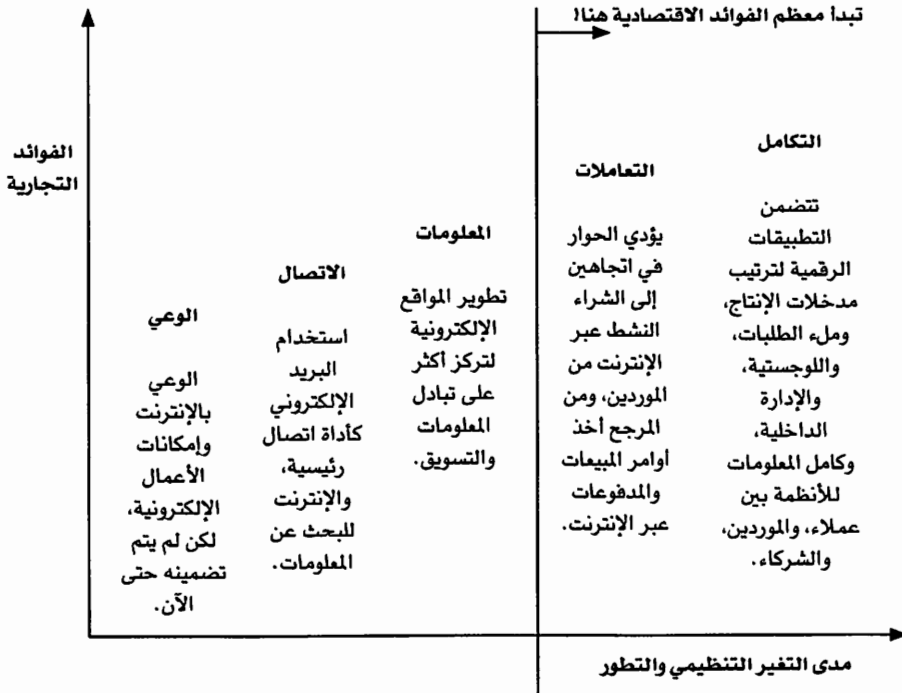 تبدأ معظم الفوائد الاقتصادية هنا!
الفوائد
التجارية
الوعي
الوعي
بالإنترنت
وإمكانات
الأعمال
الإلكترونية،
لكن لم يتم
تضمينه حتى
الآن.
الاتصال
استخدام
البريد
الإلكتروني
كأداة اتصال
رئيسية،
والإنترنت
للبحث عن
المعلومات.
المعلومات
تطوير المواقع
الإلكترونية
لتركز أكثر
على تبادل
المعلومات
والتسويق.
التعاملات
يؤدي الحوار
في اتجاهين
إلى الشراء
النشط عبر
الإنترنت من
الموردين، ومن
المرجح أخذ
أوامر المبيعات
والمدفوعات
عبر الإنترنت.
التكامل
تتضمن
التطبيقات
الرقمية لترتيب
مدخلات الإنتاج،
وملء الطلبات،
واللوجستية،
والإدارة
الداخلية،
وكامل المعلومات
للأنظمة بين
عملاء، والموردين،
والشركاء.
مدى التغير التنظيمي والتطور